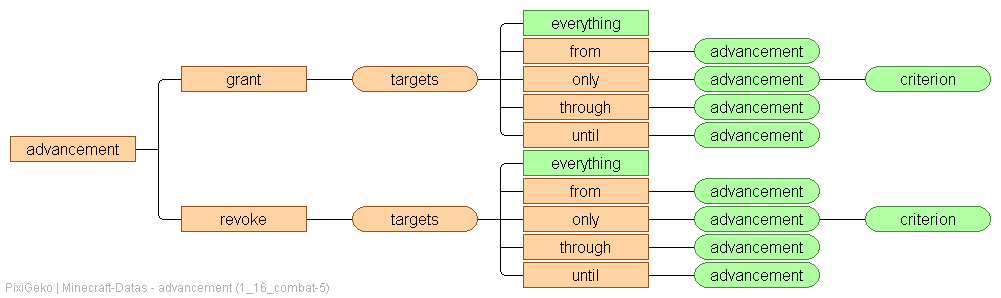 everything
from advancement
grant targets only advancement criterion
through advancement
until advancement
advancement
everything
from advancement
revoke targets only advancement criterion
through advancement
until advancement
PixiGeko | Minecraft-Datas - advancement (1_16_combat-5)